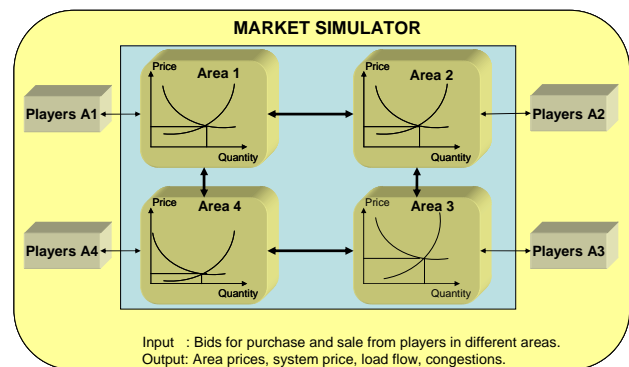 MARKET SIMULATOR
Price
Area 1
Quantity
Price
Area 2
Quantity
Players A1
Players A2
Price
Area 4
Quantity
Price
Area 3
Quantity
Players A4
Players A3
Input : Bids for purchase and sale from players in different areas.
Output: Area prices, system price, load flow, congestions.